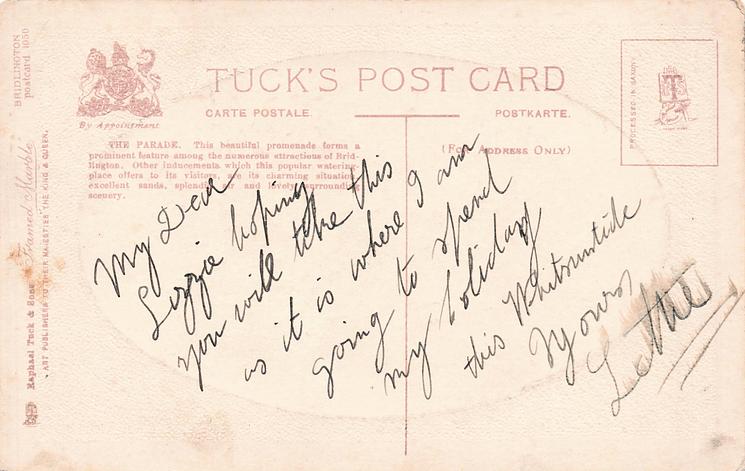 BRIDLINGTON
postcard 1050
By Appointment
TUCK'S POST CARD
CARTE POSTALE.
POSTKARTE.
PROCESSED IN SAXONY
(For Address Only)
THE PARADE. This beautiful promenade forms a
prominent feature among the numerous attractions of Brid-
lington. Other inducements which this popular watering-
place offers to its visitors, are its charming situation
excellent sands, splendid air and lovely surrounding
scenery.
"Framed Marble"
Raphael Tuck & Sons
ART PUBLISHERS TO THEIR MAJESTIES THE KING & QUEEN.
My Dear
Lizzie hoping
you will like this
as it is where I am
going to spend
my holiday
this Whitsuntide
Yours